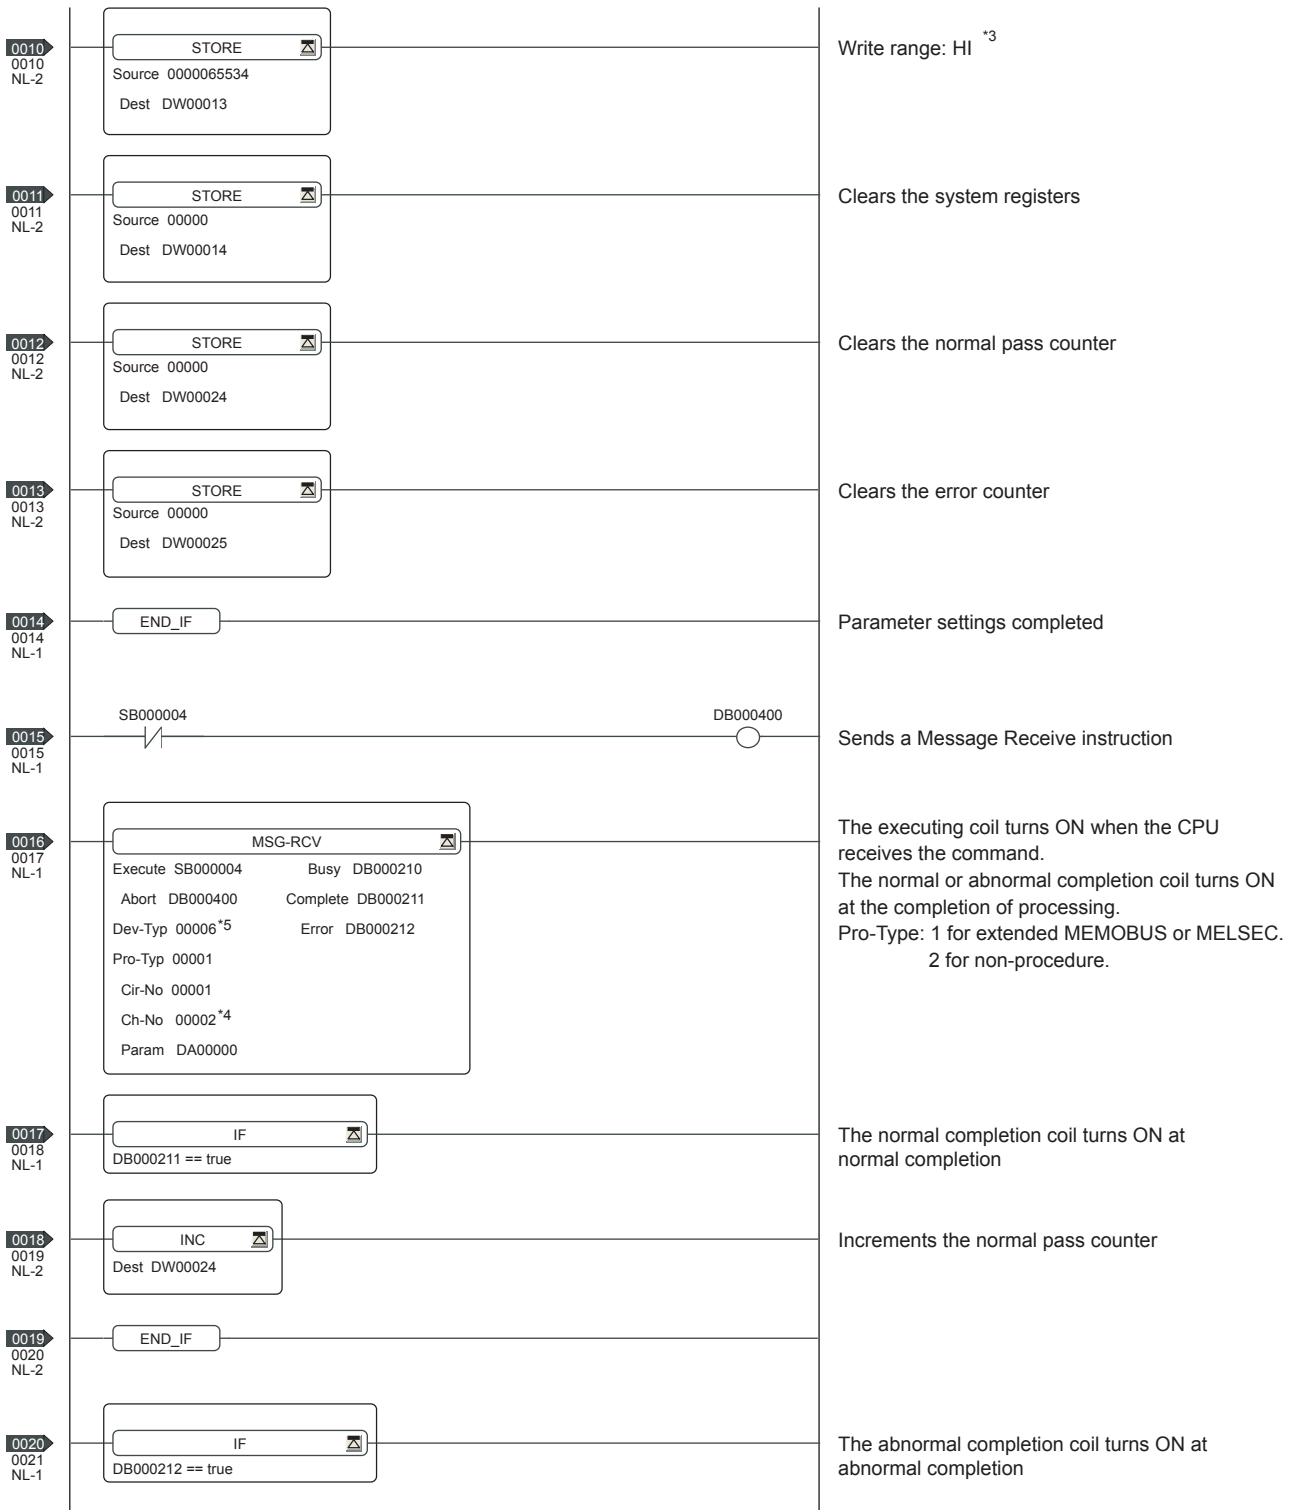 0010
0010
NL-2
STORE
Source 0000065534
Dest DW00013
Write range: HI *3
0011
0011
NL-2
STORE
Source 00000
Dest DW00014
Clears the system registers
0012
0012
NL-2
STORE
Source 00000
Dest DW00024
Clears the normal pass counter
0013
0013
NL-2
STORE
Source 00000
Dest DW00025
Clears the error counter
0014
0014
NL-1
END_IF
Parameter settings completed
0015
0015
NL-1
SB000004
DB000400
Sends a Message Receive instruction
0016
0017
NL-1
MSG-RCV
Execute SB000004 Busy DB000210
Abort DB000400 Complete DB000211
Dev-Typ 00006*5 Error DB000212
Pro-Typ 00001
Cir-No 00001
Ch-No 00002*4
Param DA00000
The executing coil turns ON when the CPU
receives the command.
The normal or abnormal completion coil turns ON
at the completion of processing.
Pro-Type: 1 for extended MEMOBUS or MELSEC.
2 for non-procedure.
0017
0018
NL-1
IF
DB000211 == true
The normal completion coil turns ON at
normal completion
0018
0019
NL-2
INC
Dest DW00024
Increments the normal pass counter
0019
0020
NL-2
END_IF
0020
0021
NL-1
IF
DB000212 == true
The abnormal completion coil turns ON at
abnormal completion